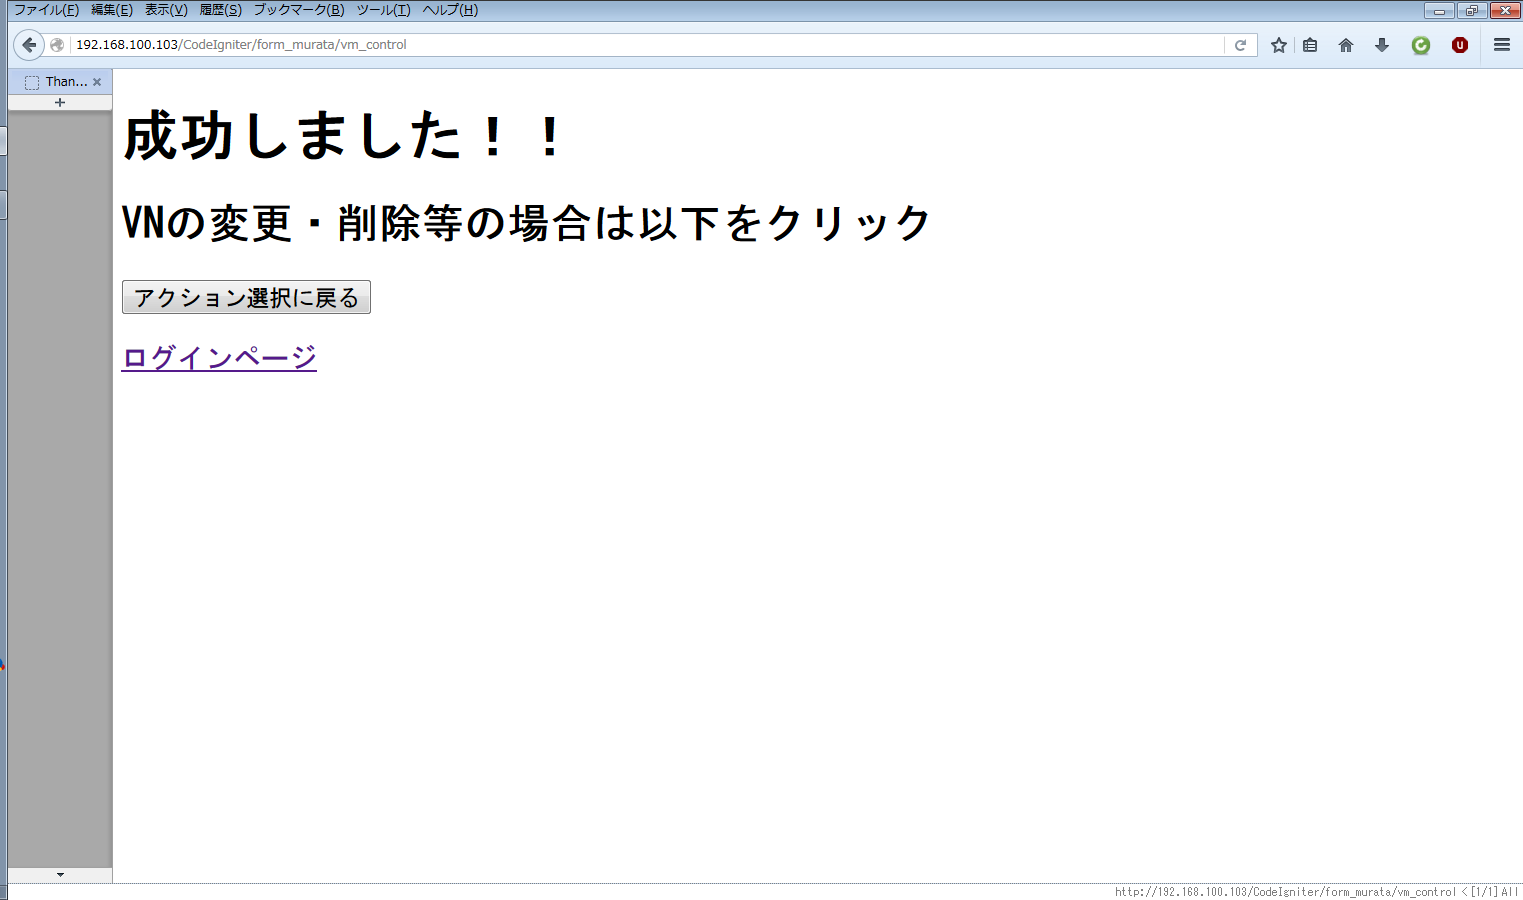 ファイル(F) 編集(E) 表示(V) 履歴(S) ブックマーク(B) ツール(T) ヘルプ(H)
192.168.100.103/CodeIgniter/form_murata/vm_control
Than...
成功しました！！
VNの変更・削除等の場合は以下をクリック
アクション選択に戻る
ログインページ
http://192.168.100.103/CodeIgniter/form_murata/vm_control < [1/1] All